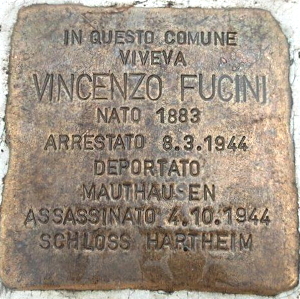 IN QUESTO COMUNE
VIVEVA
VINCENZO FUCINI
NATO 1883
ARRESTATO 8.3.1944
DEPORTATO
MAUTHAUSEN
ASSASSINATO 4.10.1944
SCHLOSS HARTHEIM